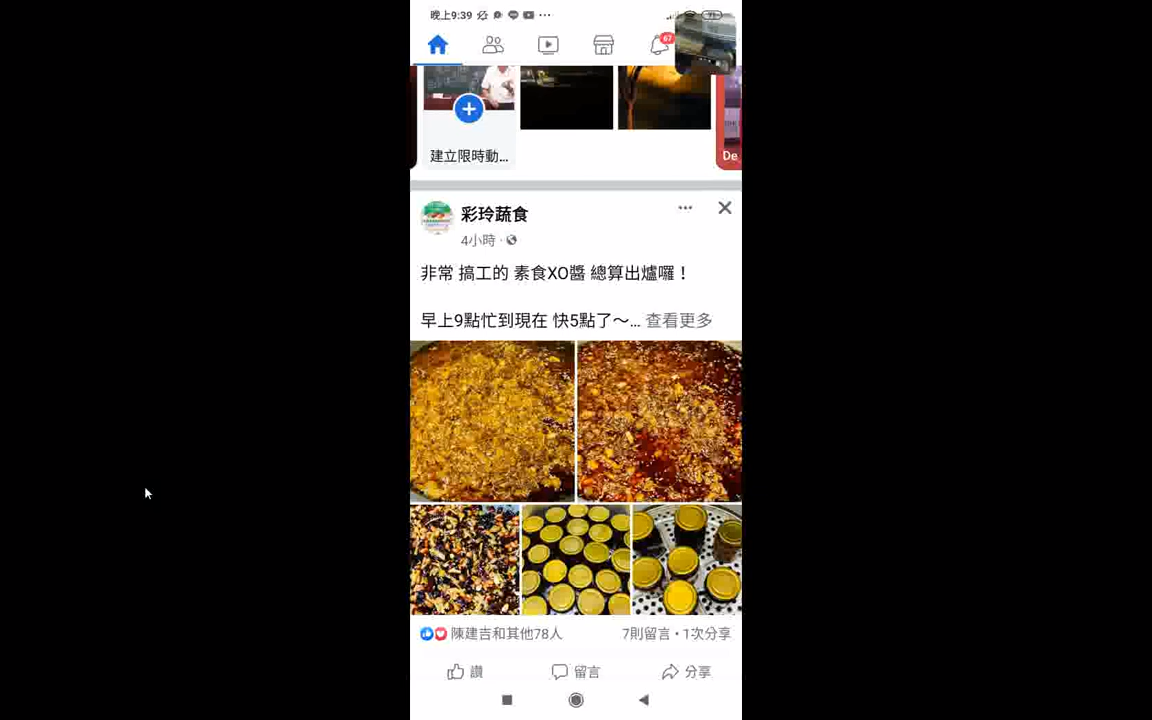 晚上9:39
71
67
建立限時動...
De
彩玲蔬食
4小時 ·
非常 搞工的 素食XO醬 總算出爐囉！
早上9點忙到現在 快5點了～... 查看更多
陳建吉和其他78人
7則留言 • 1次分享
讚
留言
分享